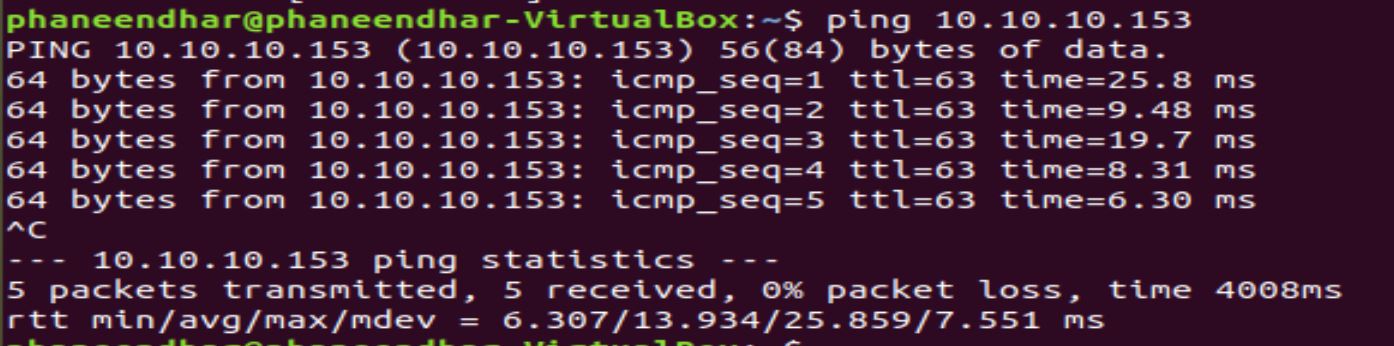 phaneendhar@phaneendhar-VirtualBox:~$ ping 10.10.10.153
PING 10.10.10.153 (10.10.10.153) 56(84) bytes of data.
64 bytes from 10.10.10.153: icmp_seq=1 ttl=63 time=25.8 ms
64 bytes from 10.10.10.153: icmp_seq=2 ttl=63 time=9.48 ms
64 bytes from 10.10.10.153: icmp_seq=3 ttl=63 time=19.7 ms
64 bytes from 10.10.10.153: icmp_seq=4 ttl=63 time=8.31 ms
64 bytes from 10.10.10.153: icmp_seq=5 ttl=63 time=6.30 ms
^C
--- 10.10.10.153 ping statistics ---
5 packets transmitted, 5 received, 0% packet loss, time 4008ms
rtt min/avg/max/mdev = 6.307/13.934/25.859/7.551 ms